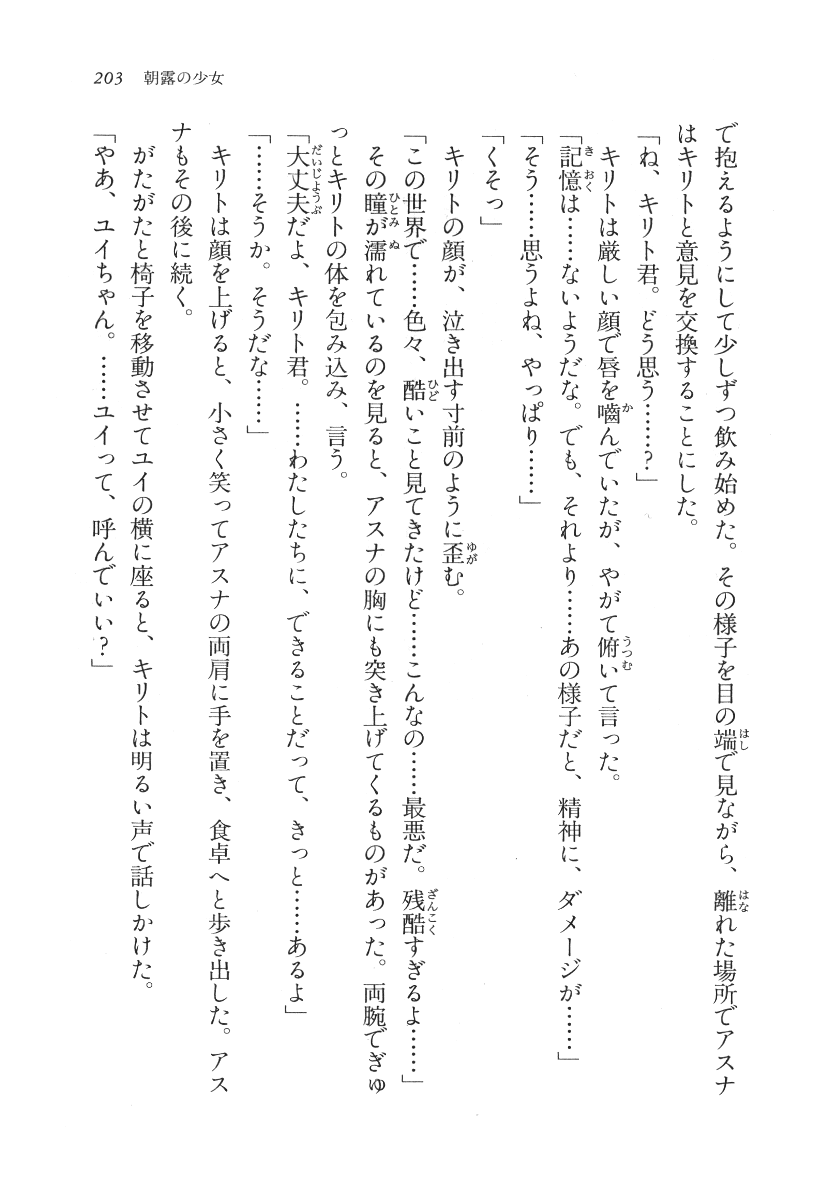 203 朝露の少女
で抱えるようにして少しずつ飲み始めた。その様子を目の端で見ながら、離れた場所でアスナ
はキリトと意見を交換することにした。
「ね、キリト君。どう思う……？」
キリトは厳しい顔で唇を嚙んでいたが、やがて俯いて言った。
「記憶は……ないようだな。でも、それより……あの様子だと、精神に、ダメージが……」
「そう……思うよね、やっぱり……」
「くそっ」
キリトの顔が、泣き出す寸前のように歪む。
「この世界で……色々、酷いこと見てきたけど……こんなの……最悪だ。残酷すぎるよ……」
その瞳が濡れているのを見ると、アスナの胸にも突き上げてくるものがあった。両腕でぎゅ
っとキリトの体を包み込み、言う。
「大丈夫だよ、キリト君。……わたしたちに、できることだって、きっと……あるよ」
「……そうか。そうだな……」
キリトは顔を上げると、小さく笑ってアスナの両肩に手を置き、食卓へと歩き出した。アス
ナもその後に続く。
がたがたと椅子を移動させてユイの横に座ると、キリトは明るい声で話しかけた。
「やあ、ユイちゃん。……ユイって、呼んでいい？」